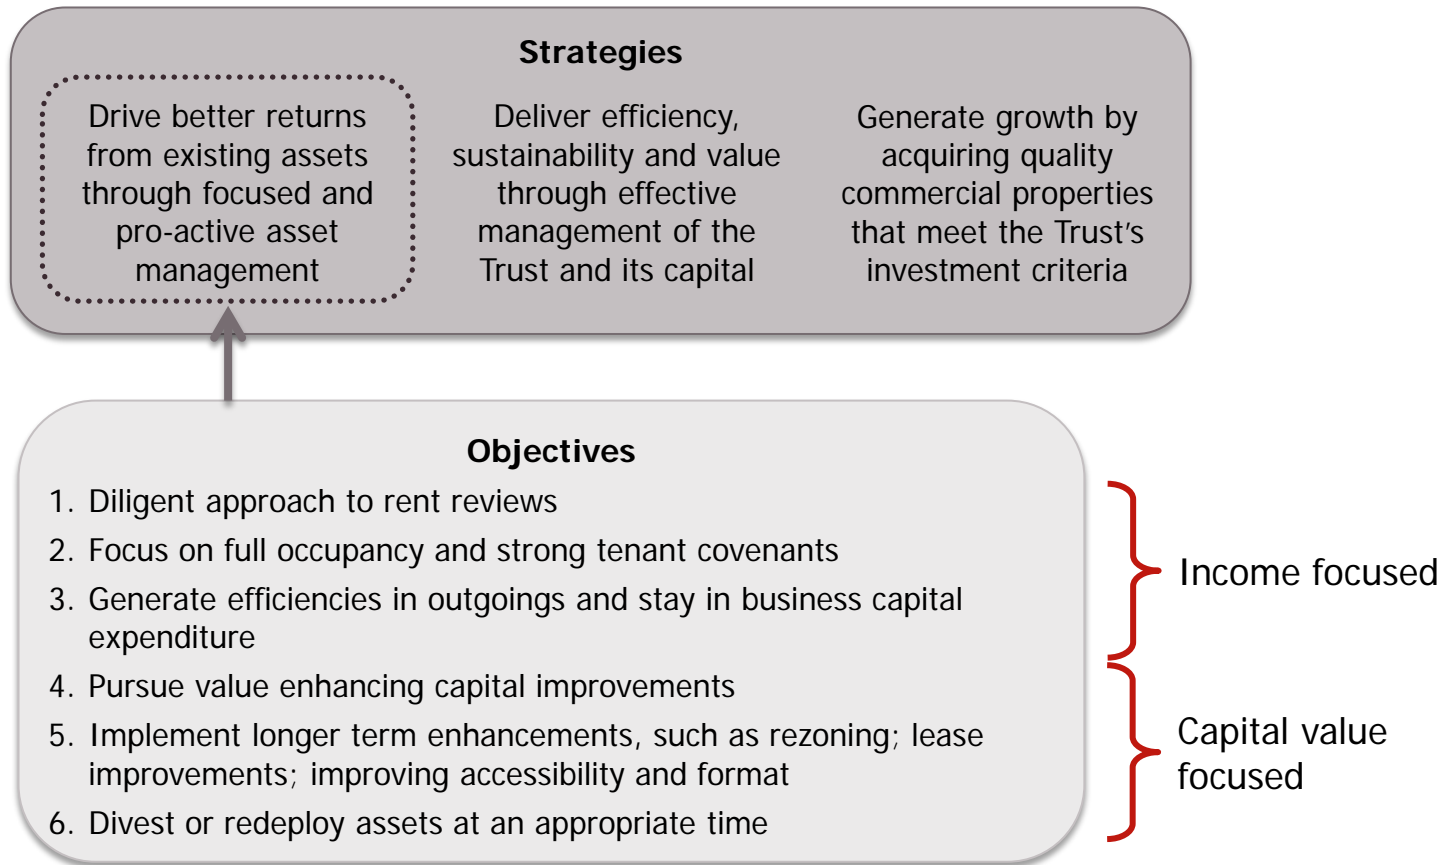 Strategies
Drive better returns
from existing assets
through focused and
pro-active asset
management
Deliver efficiency,
sustainability and value
through effective
management of the
Trust and its capital
Generate growth by
acquiring quality
commercial properties
that meet the Trust’s
investment criteria
Objectives
1. Diligent approach to rent reviews
2. Focus on full occupancy and strong tenant covenants
3. Generate efficiencies in outgoings and stay in business capital
expenditure
4. Pursue value enhancing capital improvements
5. Implement longer term enhancements, such as rezoning; lease
improvements; improving accessibility and format
6. Divest or redeploy assets at an appropriate time
Income focused
Capital value
focused